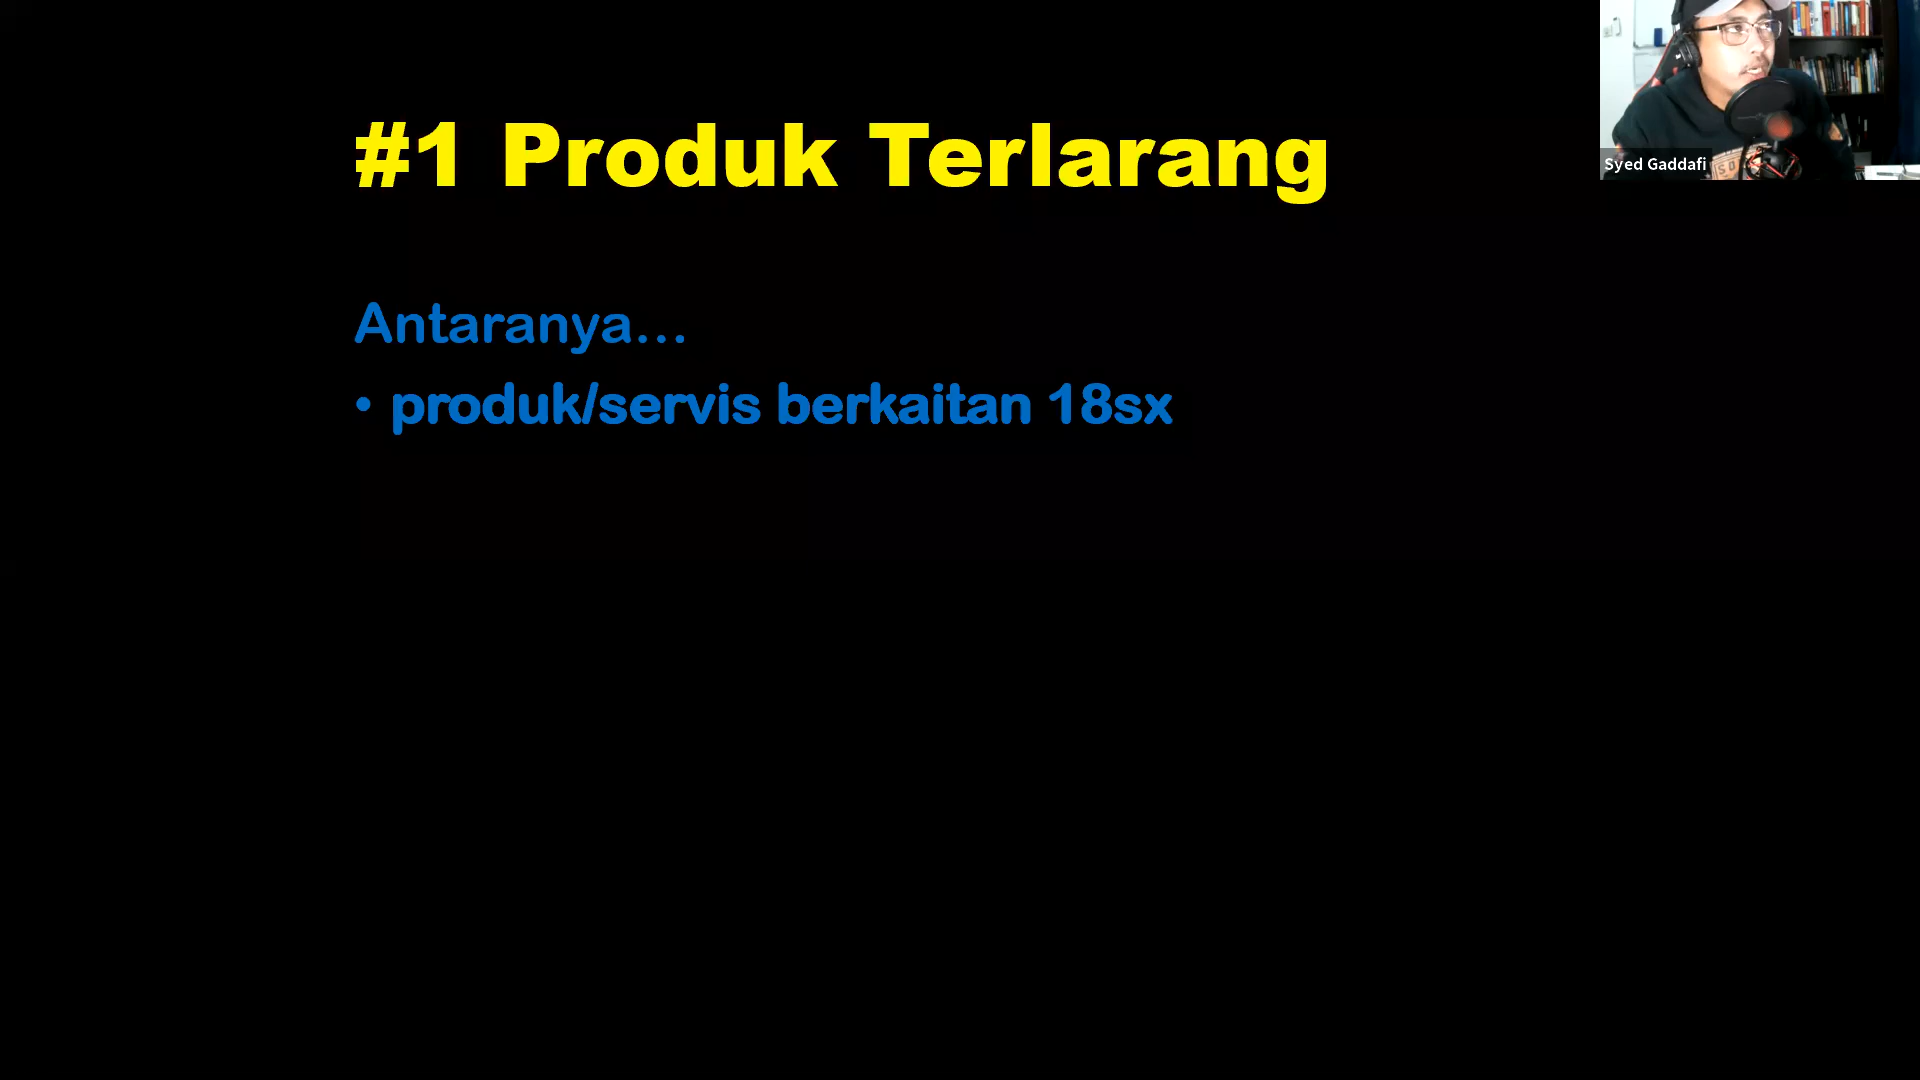 #1 Produk Terlarang
Antaranya...
• produk/servis berkaitan 18sx
Syed Gaddafi